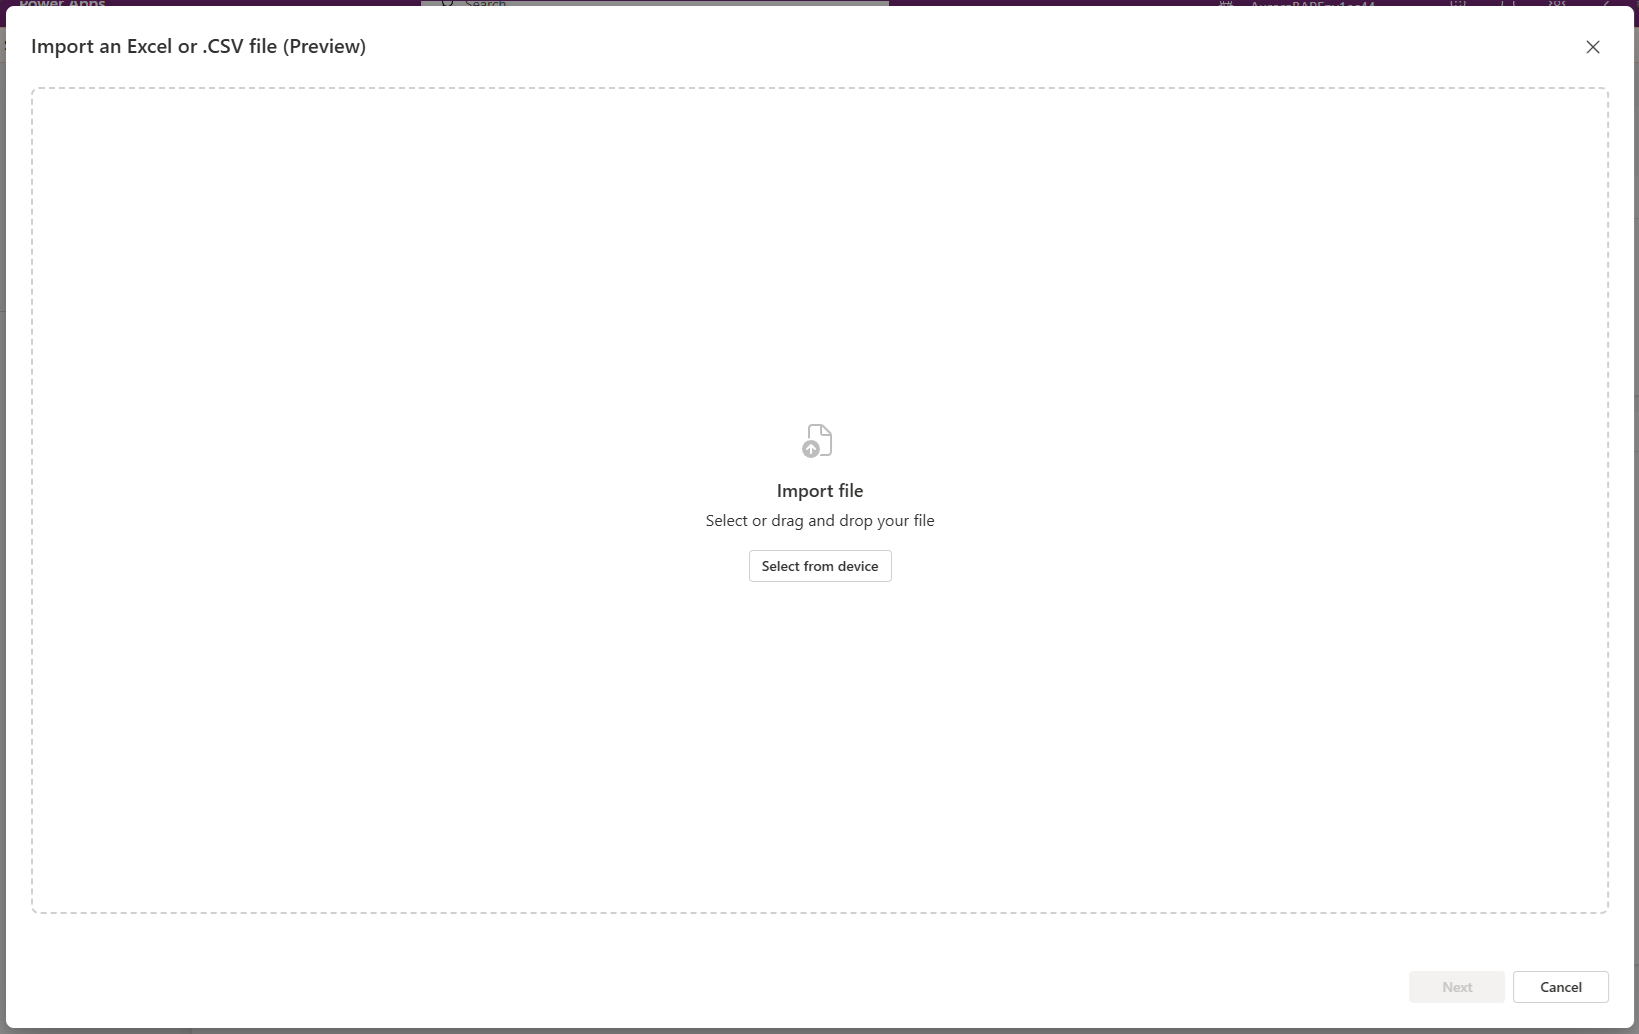 Power Apps
Search
Import an Excel or .CSV file (Preview)
Import file
Select or drag and drop your file
Select from device
Next
Cancel